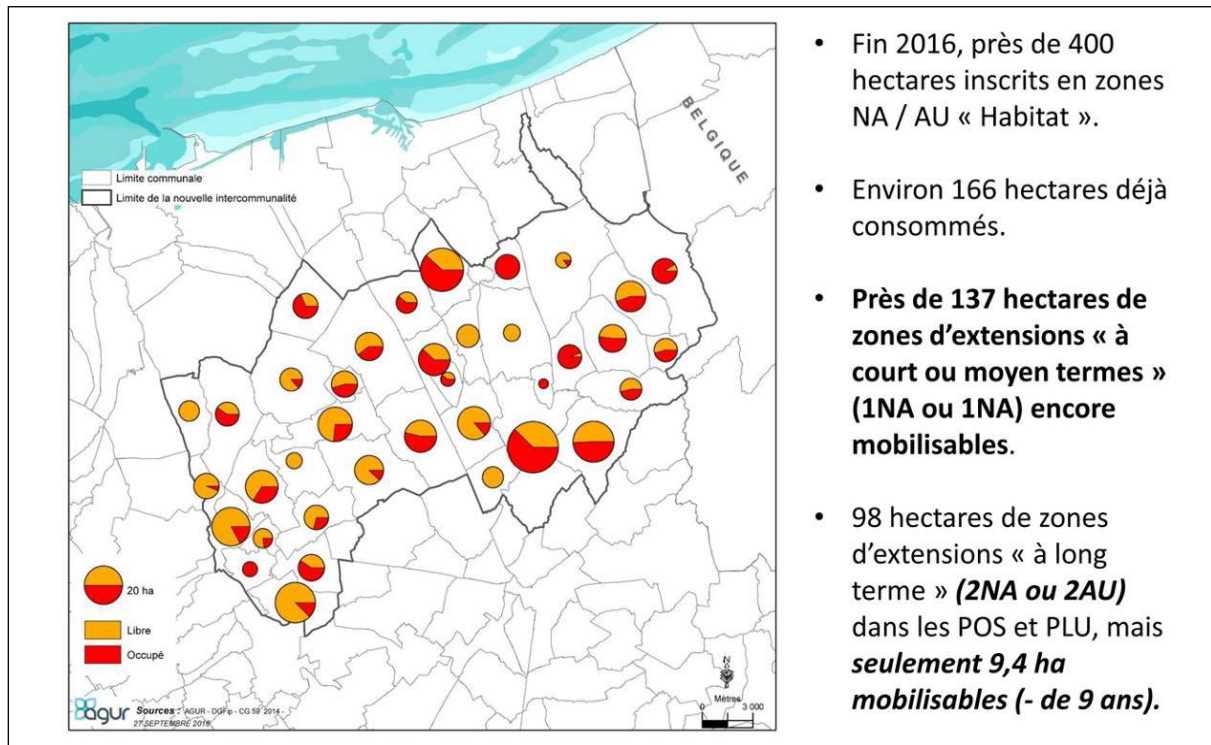 BELGIQUE
Limite communale
Limite de la nouvelle intercommunalité
20 ha
Libre
Occupé
agur
Sources : AGUR - DGFip - CG 59 2014 -
27 SEPTEMBRE 2016
Nord
Mètres
0 3 000
• Fin 2016, près de 400
hectares inscrits en zones
NA / AU « Habitat ».
• Environ 166 hectares déjà
consommés.
• Près de 137 hectares de
zones d’extensions « à
court ou moyen termes »
(1NA ou 1NA) encore
mobilisables.
• 98 hectares de zones
d’extensions « à long
terme » (2NA ou 2AU)
dans les POS et PLU, mais
seulement 9,4 ha
mobilisables (- de 9 ans).